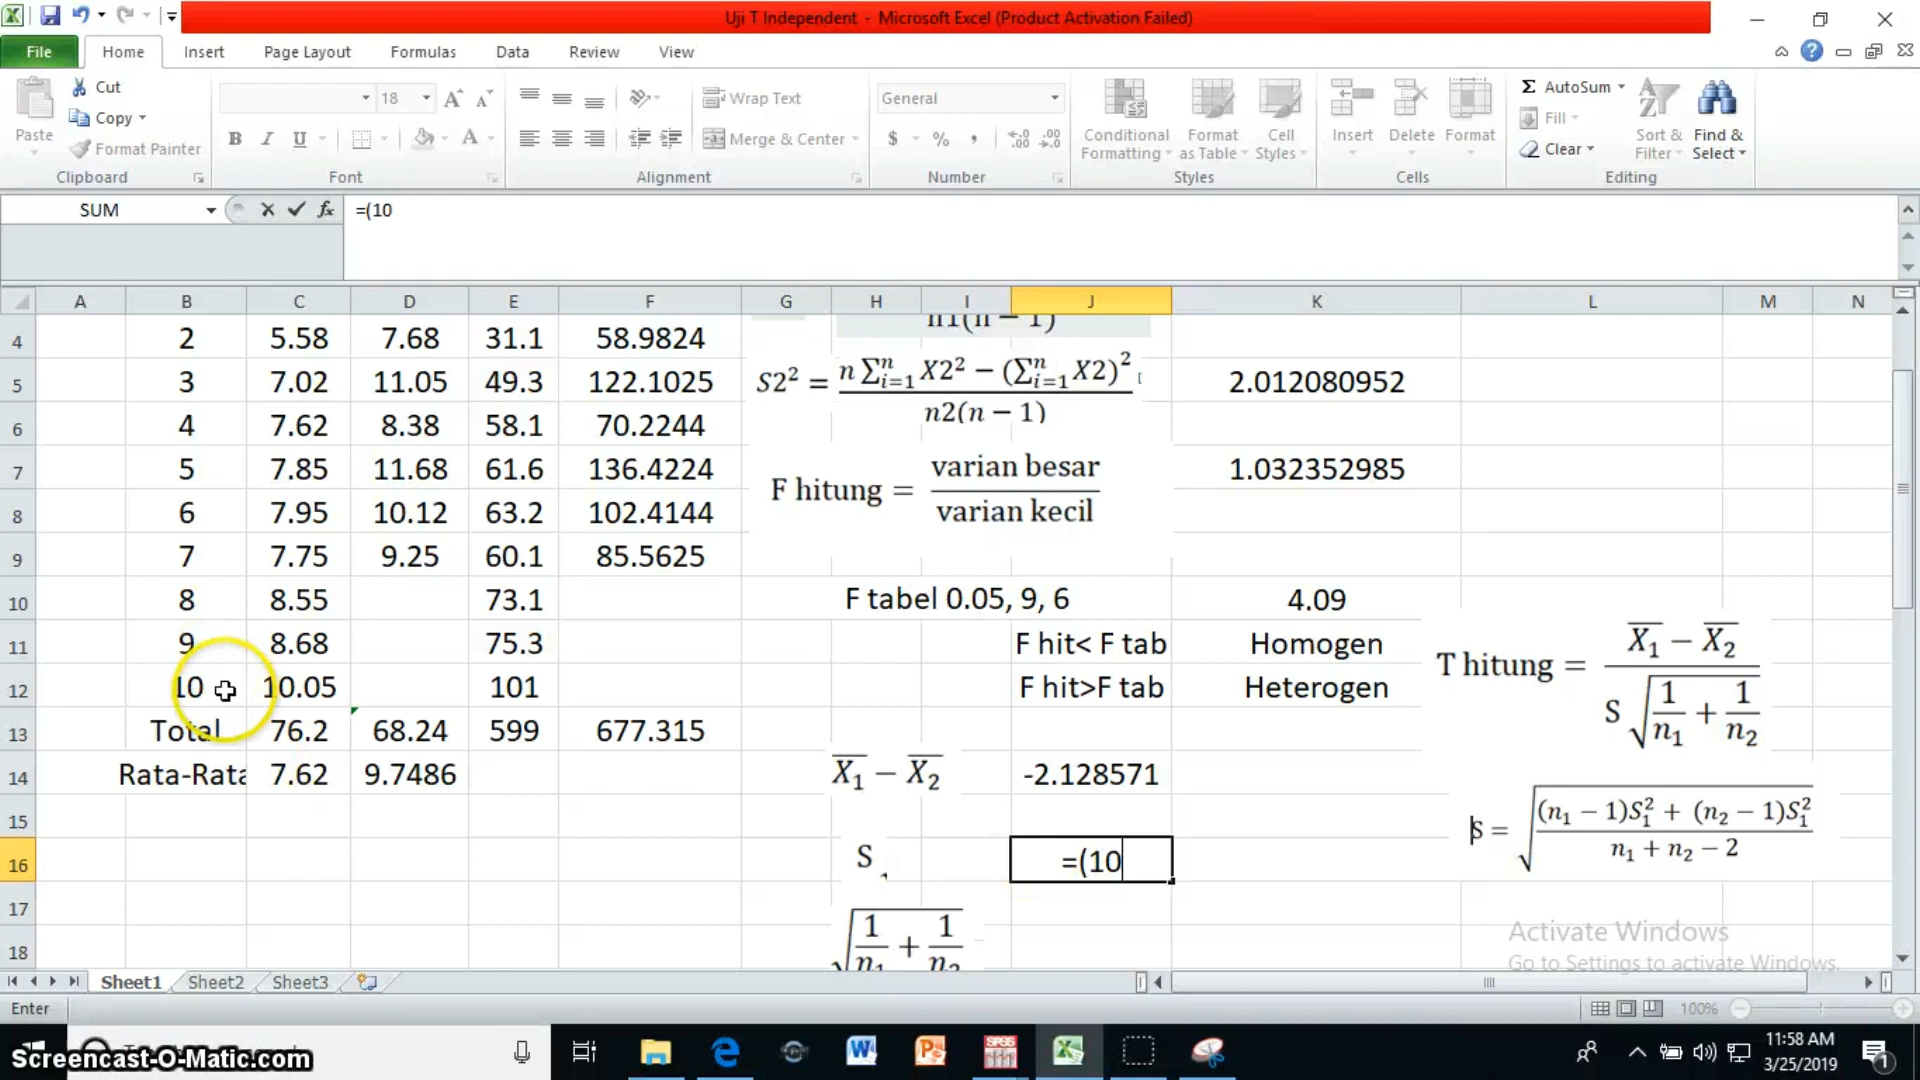 Uji T Independent - Microsoft Excel (Product Activation Failed)
File Home Insert Page Layout Formulas Data Review View
Paste Cut Copy Format Painter 18 B I U A Wrap Text Merge & Center General $ % , Conditional Formatting Format as Table Cell Styles Insert Delete Format AutoSum Fill Clear Sort & Filter Find & Select
Clipboard Font Alignment Number Styles Cells Editing
SUM fx =(10
A B C D E F G H I J K L M N
n1(n − 1)
4 2 5.58 7.68 31.1 58.9824
5 3 7.02 11.05 49.3 122.1025 S2² = n ∑ⁿᵢ₌₁ X2² − (∑ⁿᵢ₌₁ X2)² 2.012080952
6 4 7.62 8.38 58.1 70.2244 n2(n − 1)
7 5 7.85 11.68 61.6 136.4224 varian besar 1.032352985
F hitung =
8 6 7.95 10.12 63.2 102.4144 varian kecil
9 7 7.75 9.25 60.1 85.5625
10 8 8.55 73.1 F tabel 0.05, 9, 6 4.09
11 9 8.68 75.3 F hit< F tab Homogen T hitung = X̅₁ − X̅₂
12 10 10.05 101 F hit>F tab Heterogen S √ 1/n₁ + 1/n₂
13 Total 76.2 68.24 599 677.315
14 Rata-Rata 7.62 9.7486 X̅₁ − X̅₂ -2.128571
15 S = √ (n₁ − 1)S₁² + (n₂ − 1)S₁²
n₁ + n₂ − 2
16 S =(10
17
18 √ 1/n₁ + 1/n₂
Activate Windows
Go to Settings to activate Windows.
Sheet1 Sheet2 Sheet3
Enter 100%
Screencast-O-Matic.com
SPSS
11:58 AM
3/25/2019
1